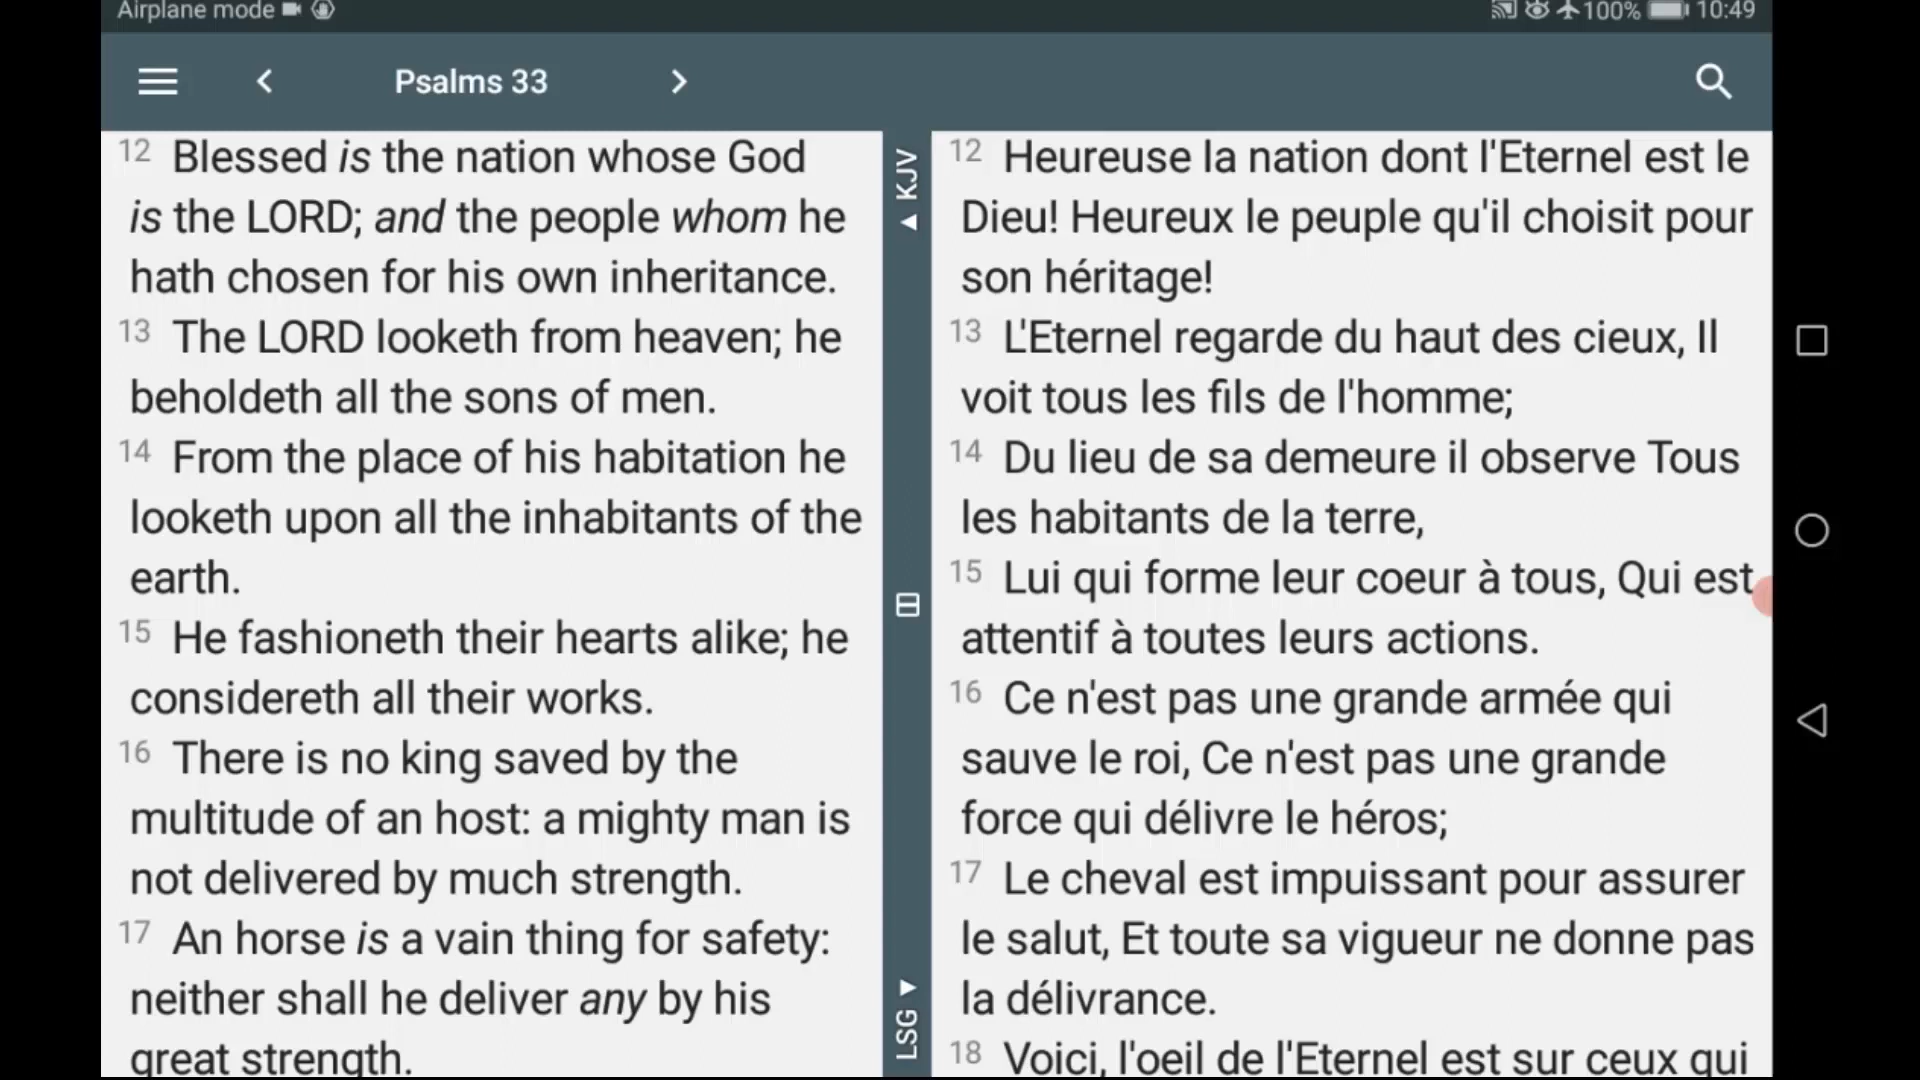 Airplane mode
100% 10:49
Psalms 33
12 Blessed is the nation whose God
is the LORD; and the people whom he
hath chosen for his own inheritance.
13 The LORD looketh from heaven; he
beholdeth all the sons of men.
14 From the place of his habitation he
looketh upon all the inhabitants of the
earth.
15 He fashioneth their hearts alike; he
considereth all their works.
16 There is no king saved by the
multitude of an host: a mighty man is
not delivered by much strength.
17 An horse is a vain thing for safety:
neither shall he deliver any by his
great strength.
KJV
LSG
12 Heureuse la nation dont l'Eternel est le
Dieu! Heureux le peuple qu'il choisit pour
son héritage!
13 L'Eternel regarde du haut des cieux, Il
voit tous les fils de l'homme;
14 Du lieu de sa demeure il observe Tous
les habitants de la terre,
15 Lui qui forme leur coeur à tous, Qui est
attentif à toutes leurs actions.
16 Ce n'est pas une grande armée qui
sauve le roi, Ce n'est pas une grande
force qui délivre le héros;
17 Le cheval est impuissant pour assurer
le salut, Et toute sa vigueur ne donne pas
la délivrance.
18 Voici, l'oeil de l'Eternel est sur ceux qui